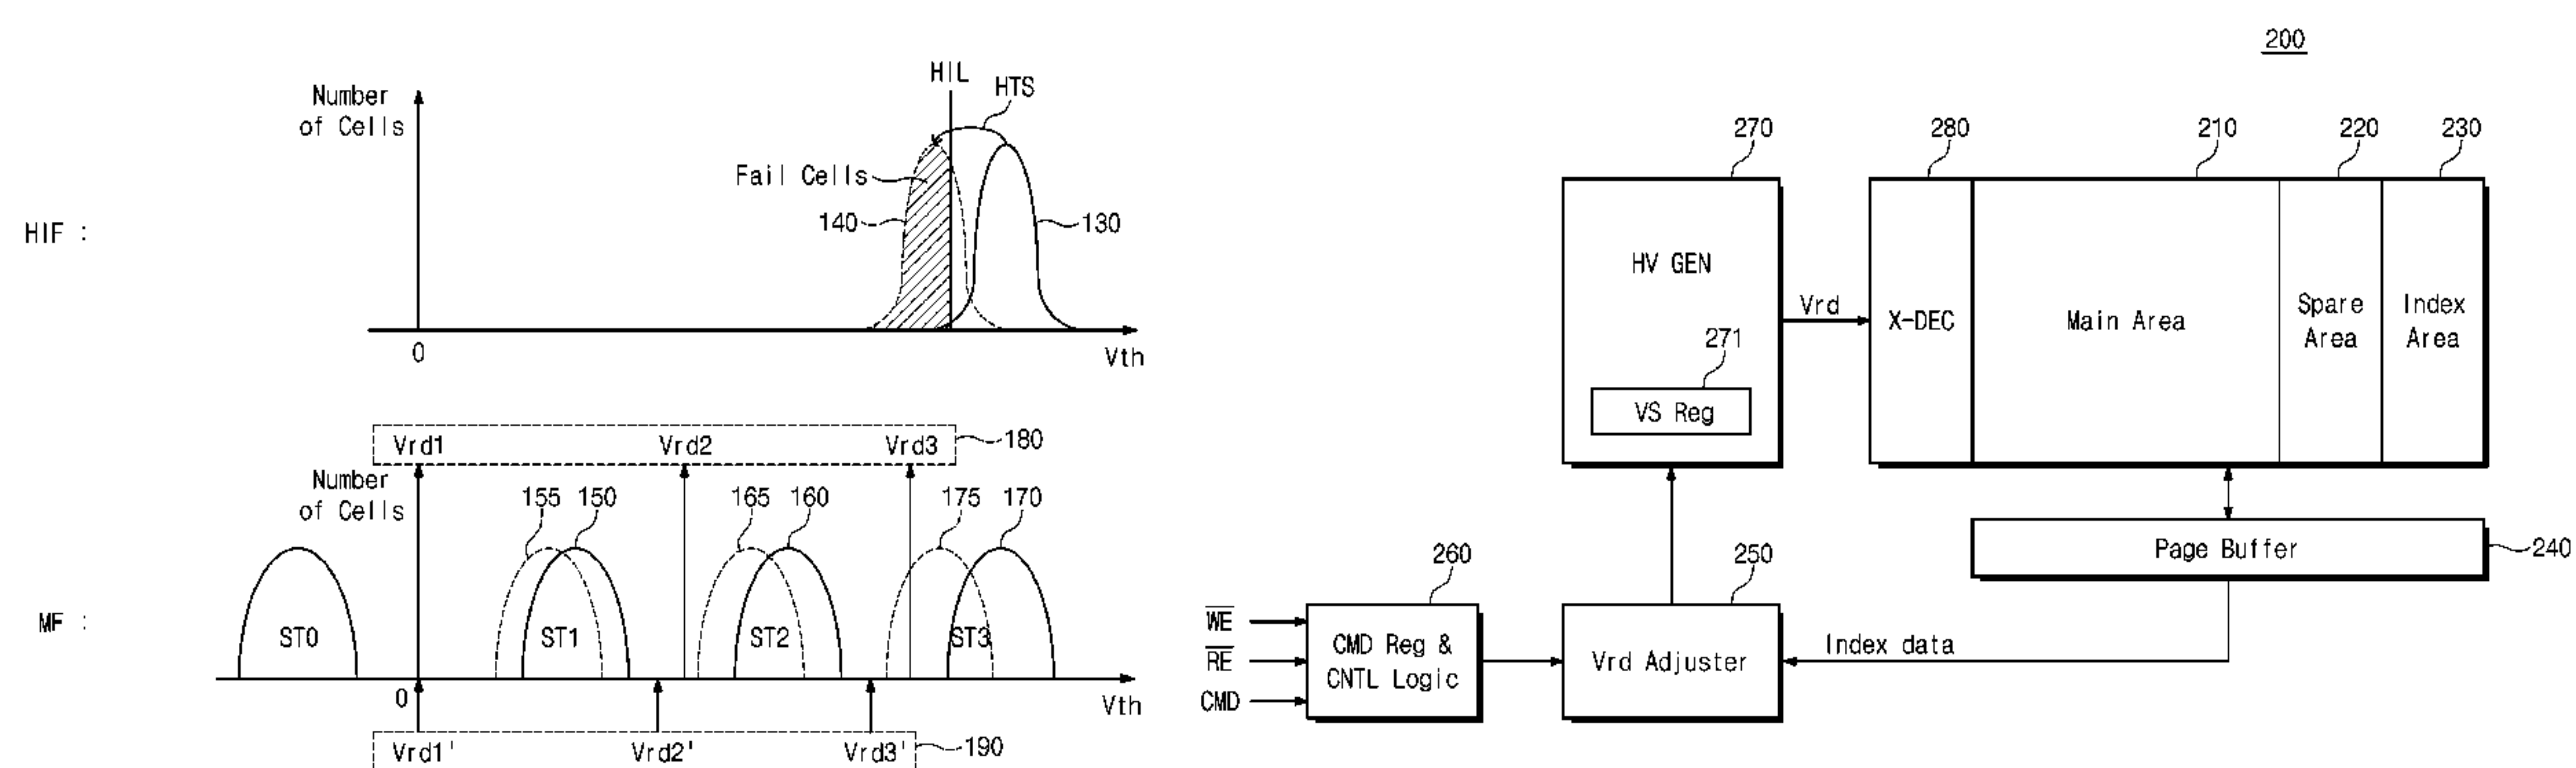 HIF :
Number
of Cells
HIL
HTS
Fail Cells
140
130
0
Vth
MF :
Vrd1 Vrd2 Vrd3
180
Number
of Cells
155 150 165 160 175 170
ST0 ST1 ST2 ST3
0
Vth
Vrd1' Vrd2' Vrd3'
190
200
270 280 210 220 230
HV GEN
271
VS Reg
Vrd
X-DEC
Main Area
Spare
Area
Index
Area
Page Buffer
240
260 250
WE
RE
CMD
CMD Reg &
CNTL Logic
Vrd Adjuster
Index data